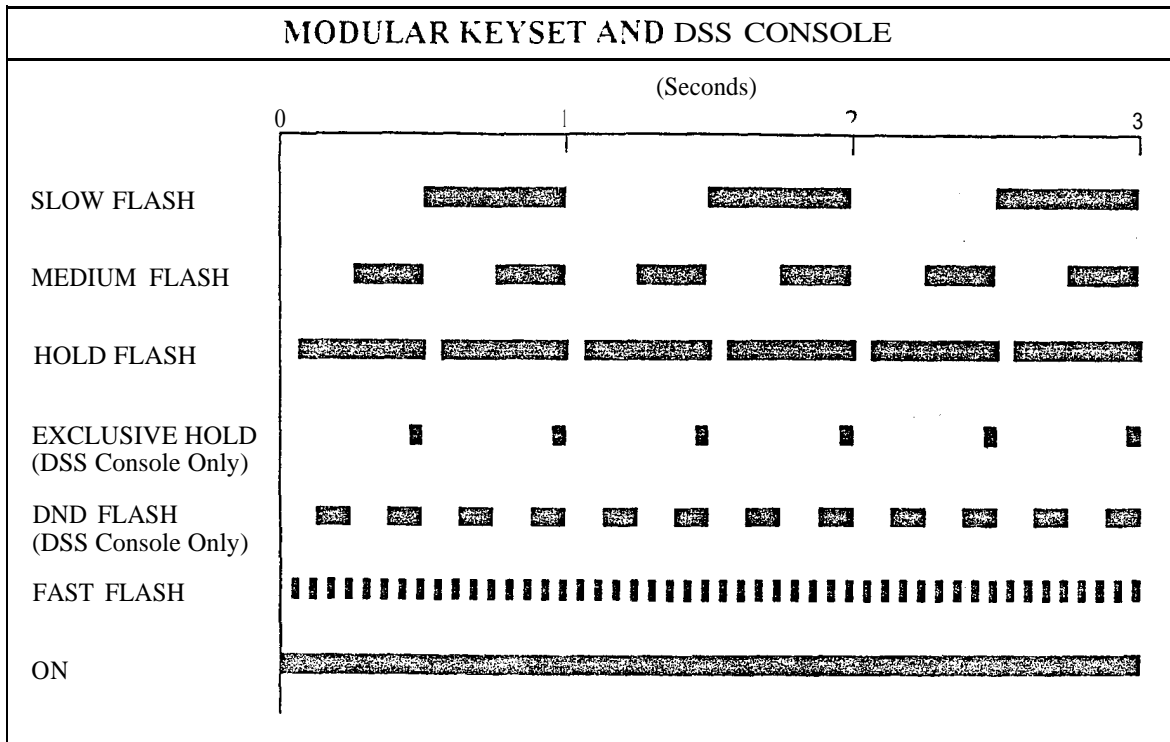 MODULAR KEYSET AND DSS CONSOLE
(Seconds)
0 1 2 3
SLOW FLASH
MEDIUM FLASH
HOLD FLASH
EXCLUSIVE HOLD
(DSS Console Only)
DND FLASH
(DSS Console Only)
FAST FLASH
ON